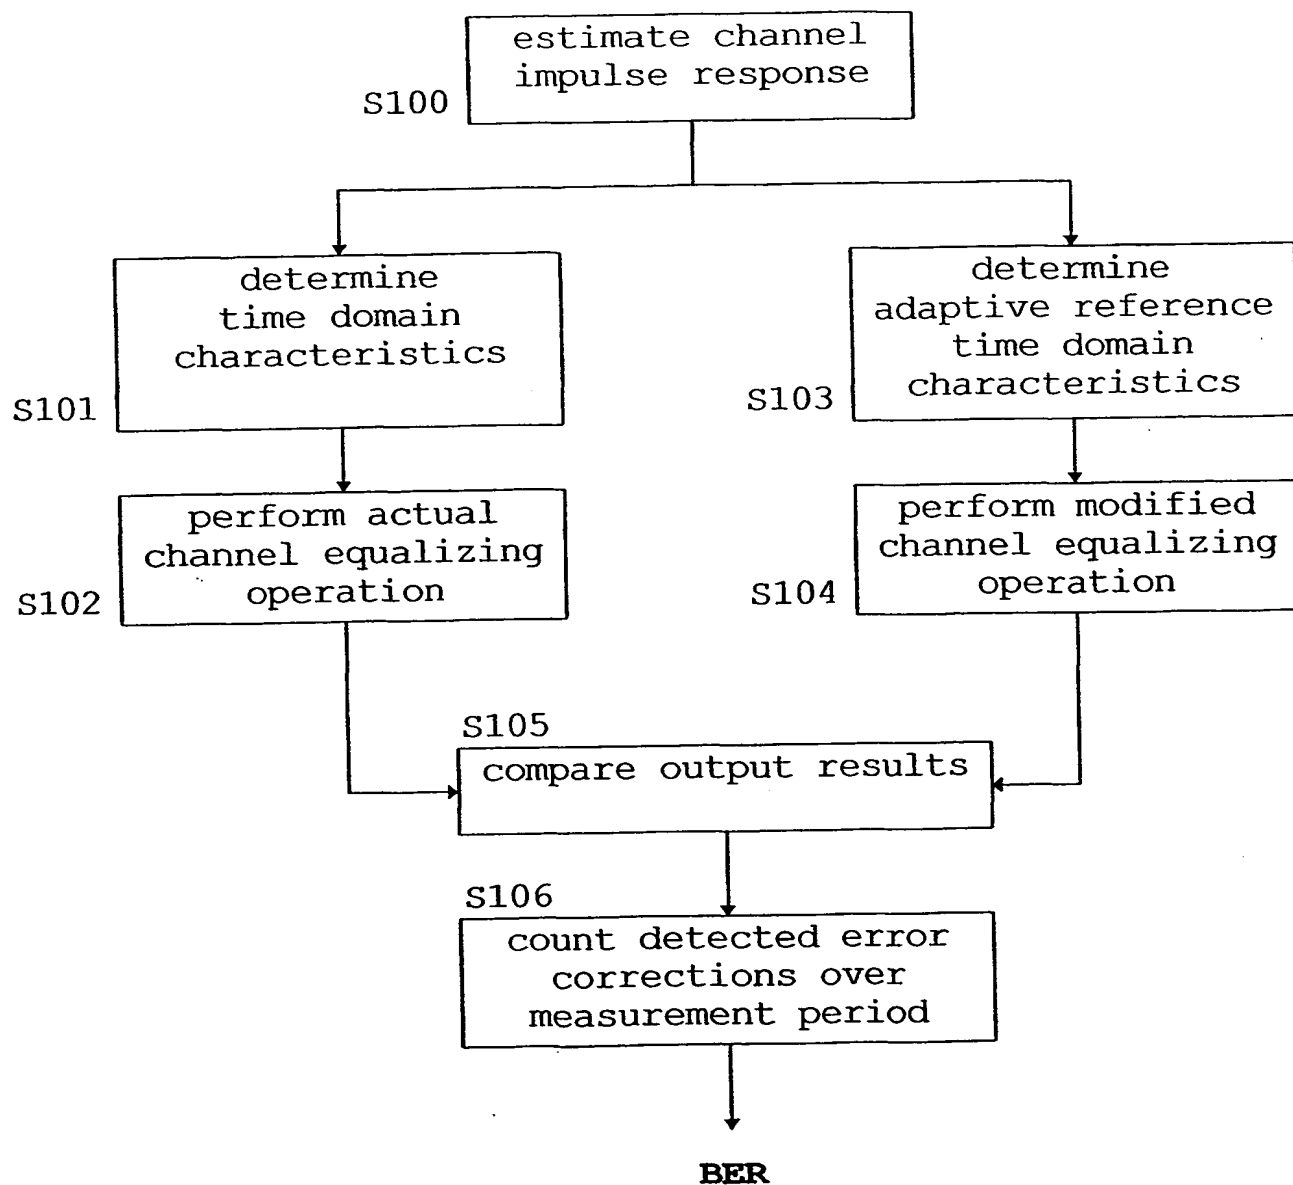 estimate channel
impulse response
S100
determine
time domain
characteristics
S101
determine
adaptive reference
time domain
characteristics
S103
perform actual
channel equalizing
operation
S102
perform modified
channel equalizing
operation
S104
S105
compare output results
S106
count detected error
corrections over
measurement period
BER